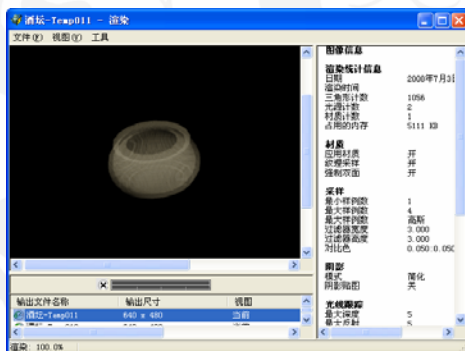 酒坛-Temp011 - 渲染
文件(F) 视图(V) 工具
图像信息
渲染统计信息
日期 2008年7月3日
渲染时间
三角形计数 1056
光源计数 2
材质计数 1
占用的内存 5111 KB
材质
应用材质 开
纹理采样 开
强制双面 开
采样
最小样例数 1
最大样例数 4
最大样例数 高斯
过滤器宽度 3.000
过滤器高度 3.000
对比色 0.050:0.050
阴影
模式 简化
阴影贴图 关
光线跟踪
最大深度 5
最大反射 5
输出文件名称 输出尺寸 视图
酒坛-Temp011 640 x 480 当前
渲染: 100.0%